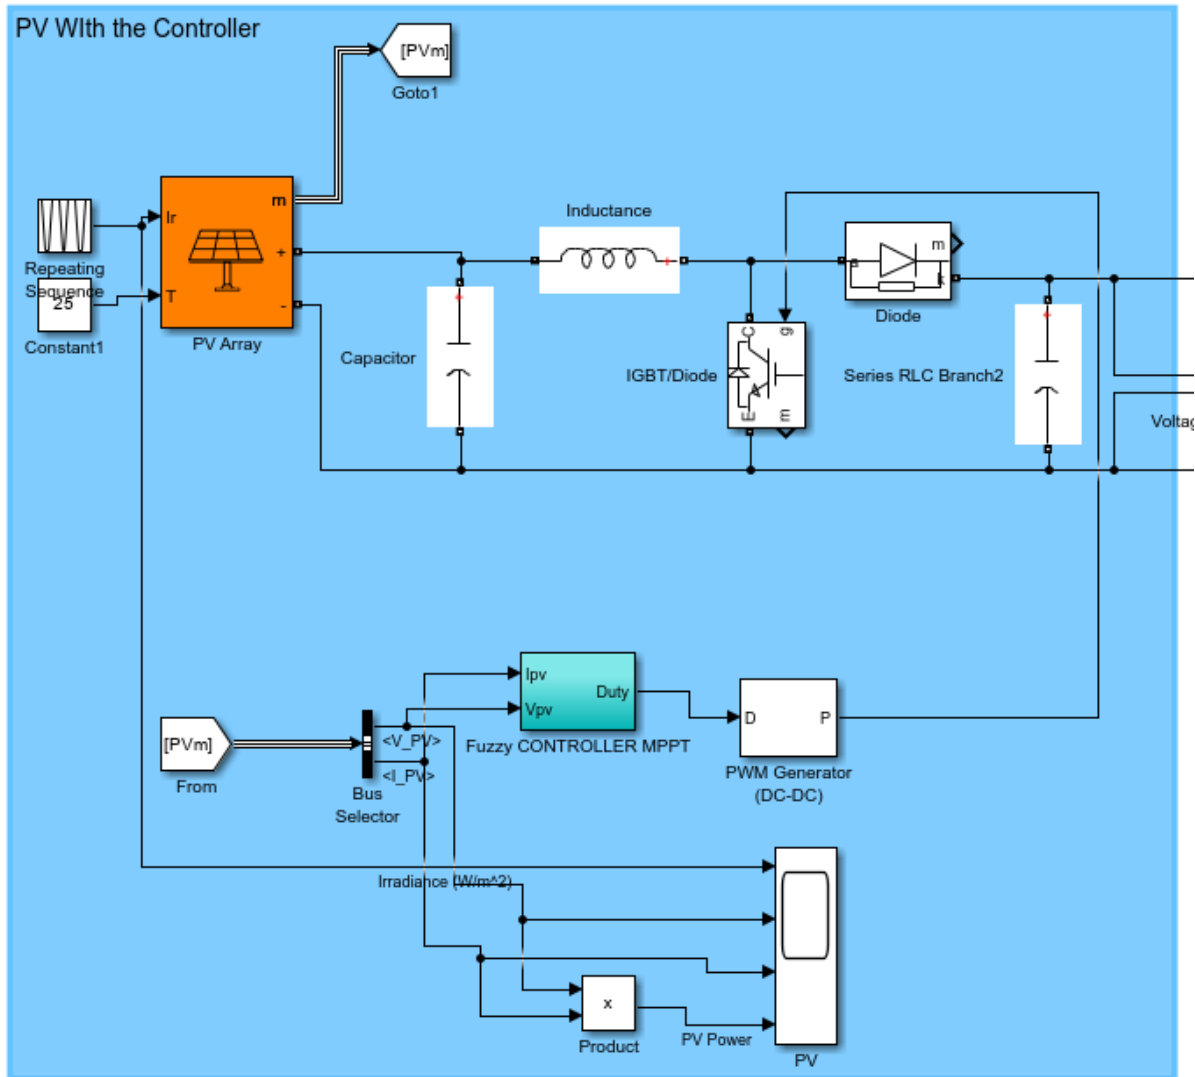 PV WIth the Controller
[PVm]
Goto1
Repeating
Sequence
25
Constant1
Ir
T
m
+
-
PV Array
Capacitor
+
Inductance
+
IGBT/Diode
C
g
E
m
a
m
k
Diode
Series RLC Branch2
+
Voltag
[PVm]
From
<V_PV>
<I_PV>
Bus
Selector
Ipv
Vpv
Duty
Fuzzy CONTROLLER MPPT
D
P
PWM Generator
(DC-DC)
Irradiance (W/m^2)
x
Product
PV Power
PV